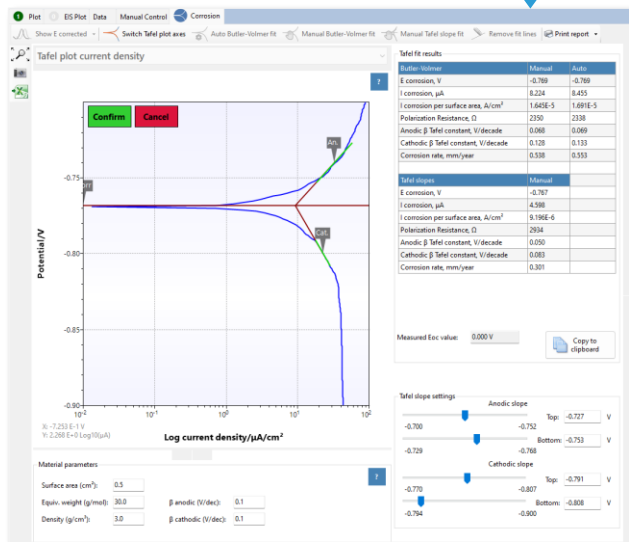 Plot EIS Plot Data Manual Control Corrosion
Show E corrected Switch Tafel plot axes Auto Butler-Volmer fit Manual Butler-Volmer fit Manual Tafel slope fit Remove fit lines Print report
Tafel plot current density
?
Confirm Cancel
An.
orr
Cat.
Potential/V
-0.75
-0.80
-0.85
-0.90
10-2 10-1 100 101 102
X: -7.253 E-1 V
Y: 2.268 E+0 Log10(µA)
Log current density/µA/cm²
Material parameters
?
Surface area (cm²): 0.5
Equiv. weight (g/mol): 30.0 β anodic (V/dec): 0.1
Density (g/cm³): 3.0 β cathodic (V/dec): 0.1
Tafel fit results
Butler-Volmer Manual Auto
E corrosion, V -0.769 -0.769
I corrosion, µA 8.224 8.455
I corrosion per surface area, A/cm² 1.645E-5 1.691E-5
Polarization Resistance, Ω 2350 2338
Anodic β Tafel constant, V/decade 0.068 0.069
Cathodic β Tafel constant, V/decade 0.128 0.133
Corrosion rate, mm/year 0.538 0.553
Tafel slopes Manual
E corrosion, V -0.767
I corrosion, µA 4.598
I corrosion per surface area, A/cm² 9.196E-6
Polarization Resistance, Ω 2934
Anodic β Tafel constant, V/decade 0.050
Cathodic β Tafel constant, V/decade 0.083
Corrosion rate, mm/year 0.301
Measured Eoc value: 0.000 V
Copy to
clipboard
Tafel slope settings
Anodic slope
Top: -0.727 V
-0.700 -0.752
Bottom: -0.753 V
-0.729 -0.768
Cathodic slope
Top: -0.791 V
-0.770 -0.807
Bottom: -0.808 V
-0.794 -0.900